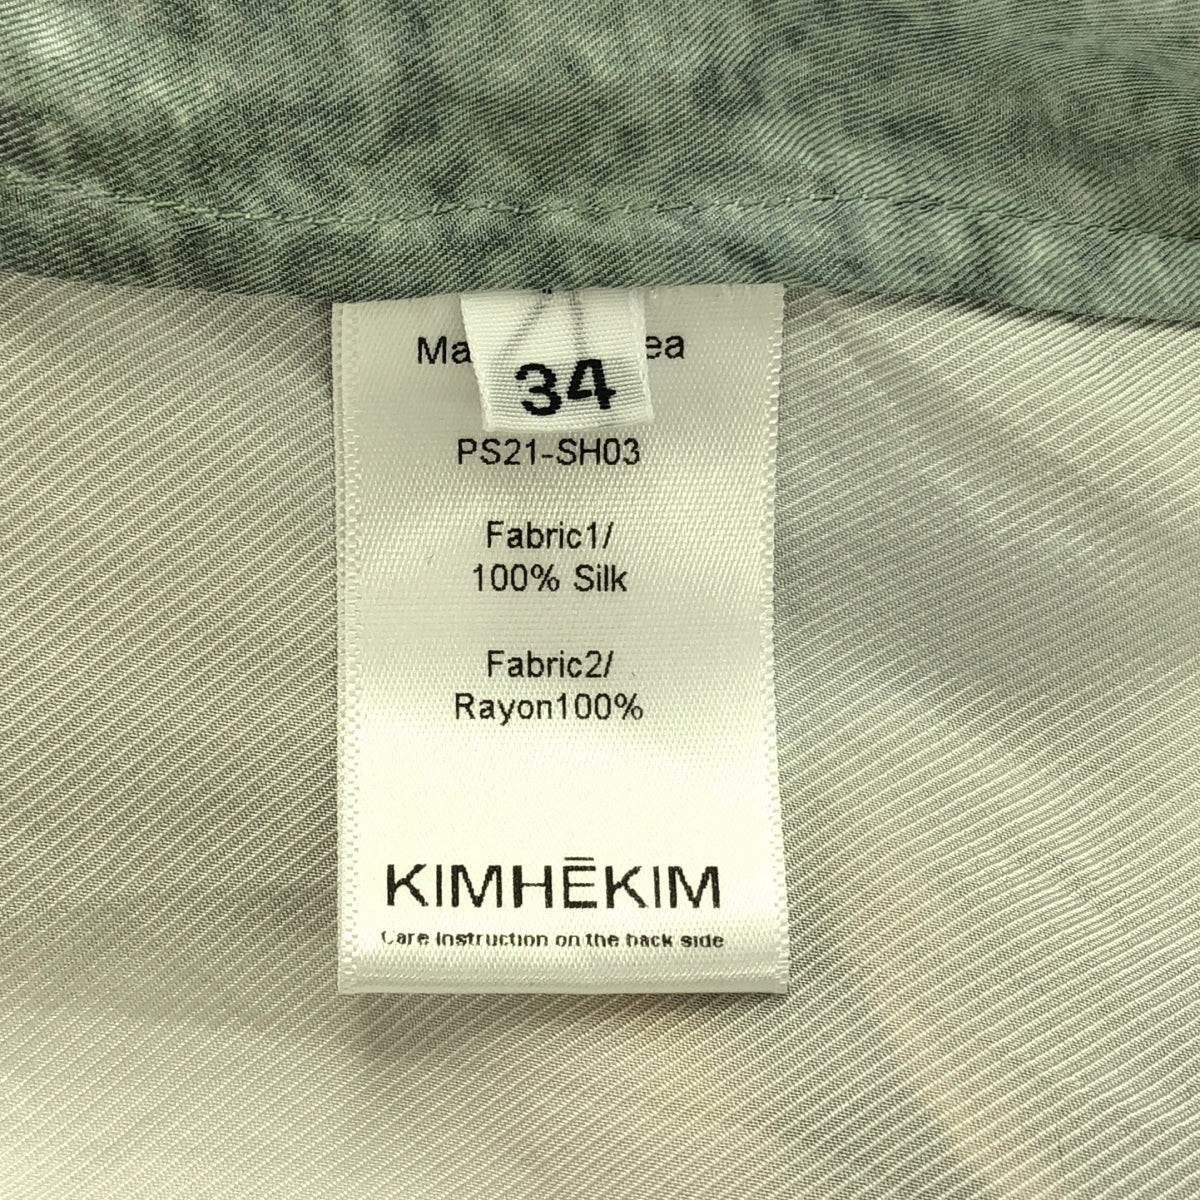 34
PS21-SH03
Fabric1/
100% Silk
Fabric2/
Rayon100%
KIMHĒKIM
Care instruction on the back side